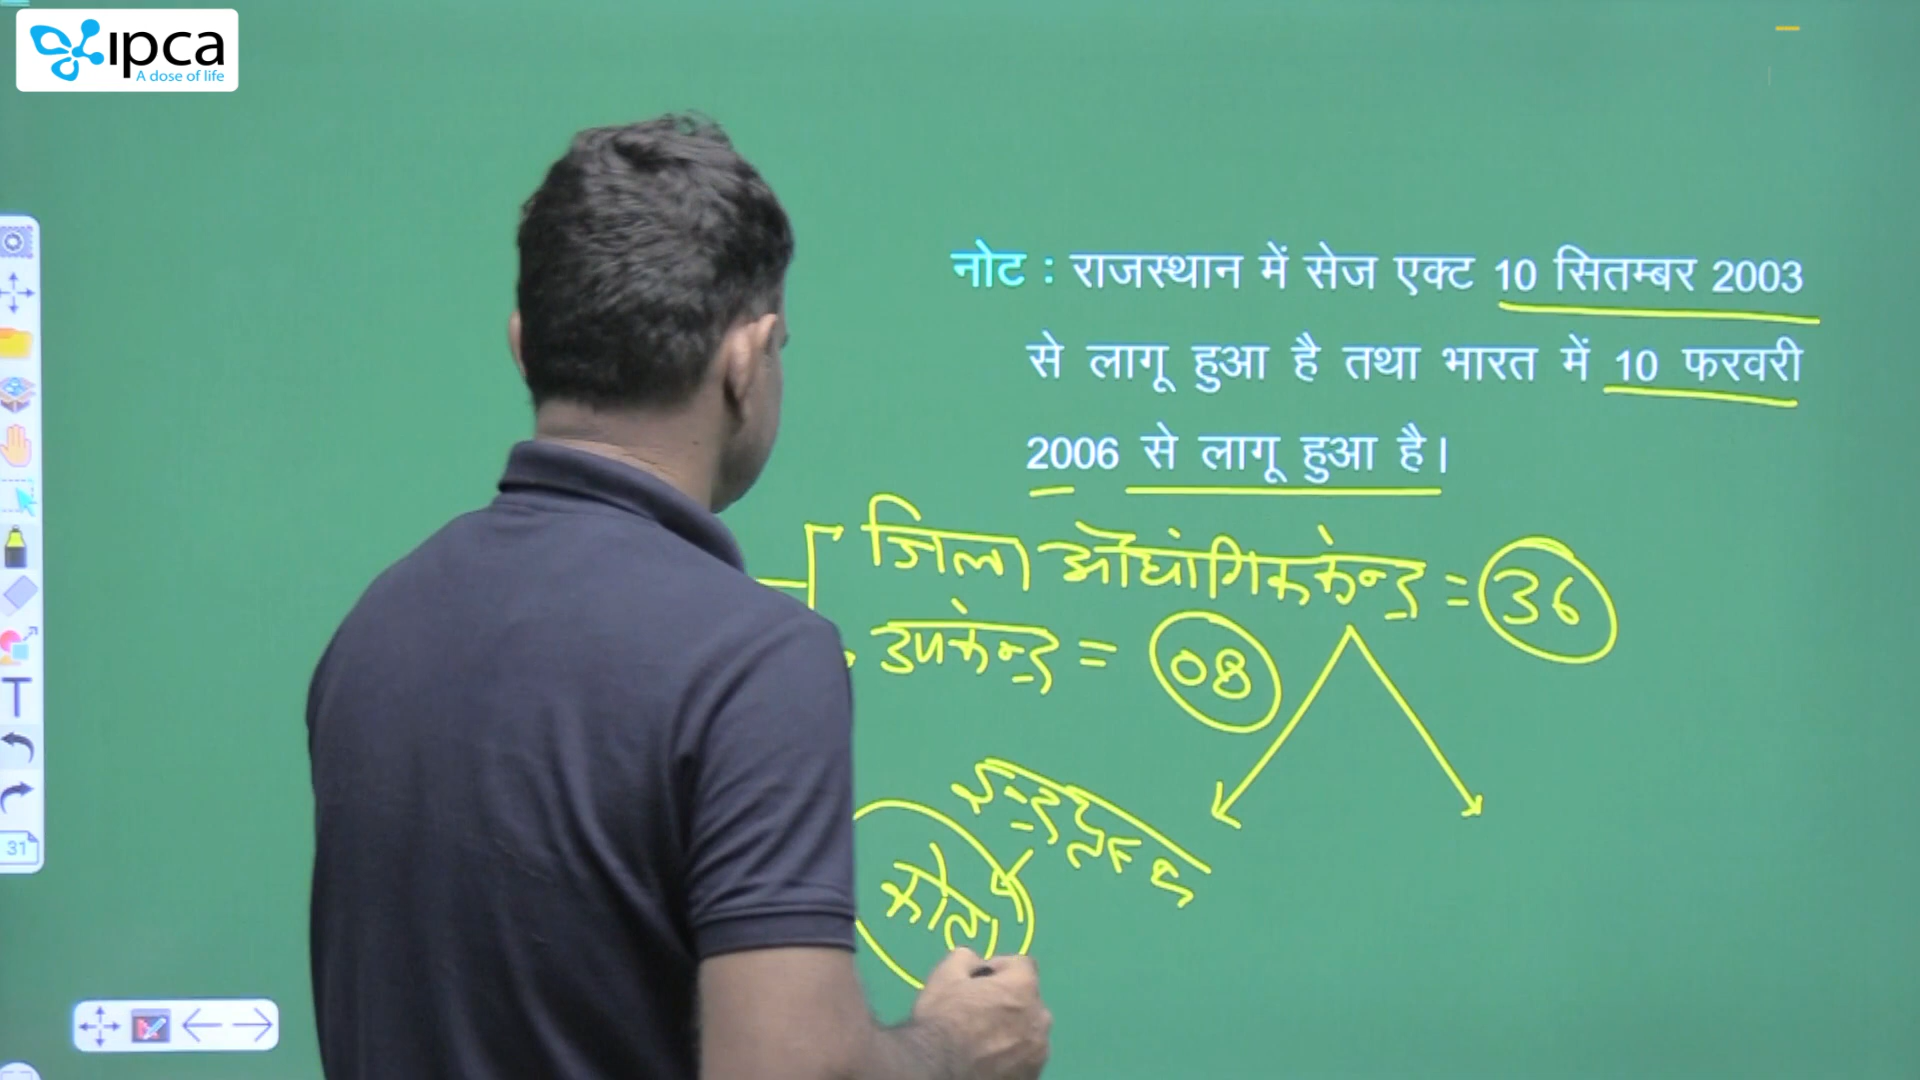 ipca
A dose of life
नोट : राजस्थान में सेज एक्ट 10 सितम्बर 2003
से लागू हुआ है तथा भारत में 10 फरवरी
2006 से लागू हुआ है।
जिला औद्योगिक केन्द्र = 36
उपकेन्द्र = 08
T
31